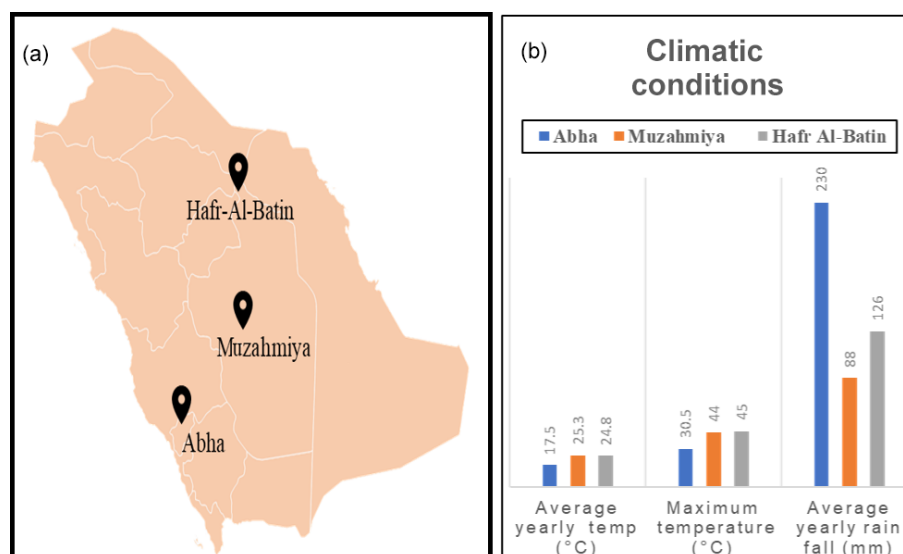 (a)
Hafr-Al-Batin
Muzahmiya
Abha
(b)
Climatic
conditions
Abha Muzahmiya Hafr Al-Batin
17.5
25.3
24.8
30.5
44
45
230
88
126
Average
yearly temp
(°C)
Maximum
temperature
(°C)
Average
yearly rain
fall (mm)